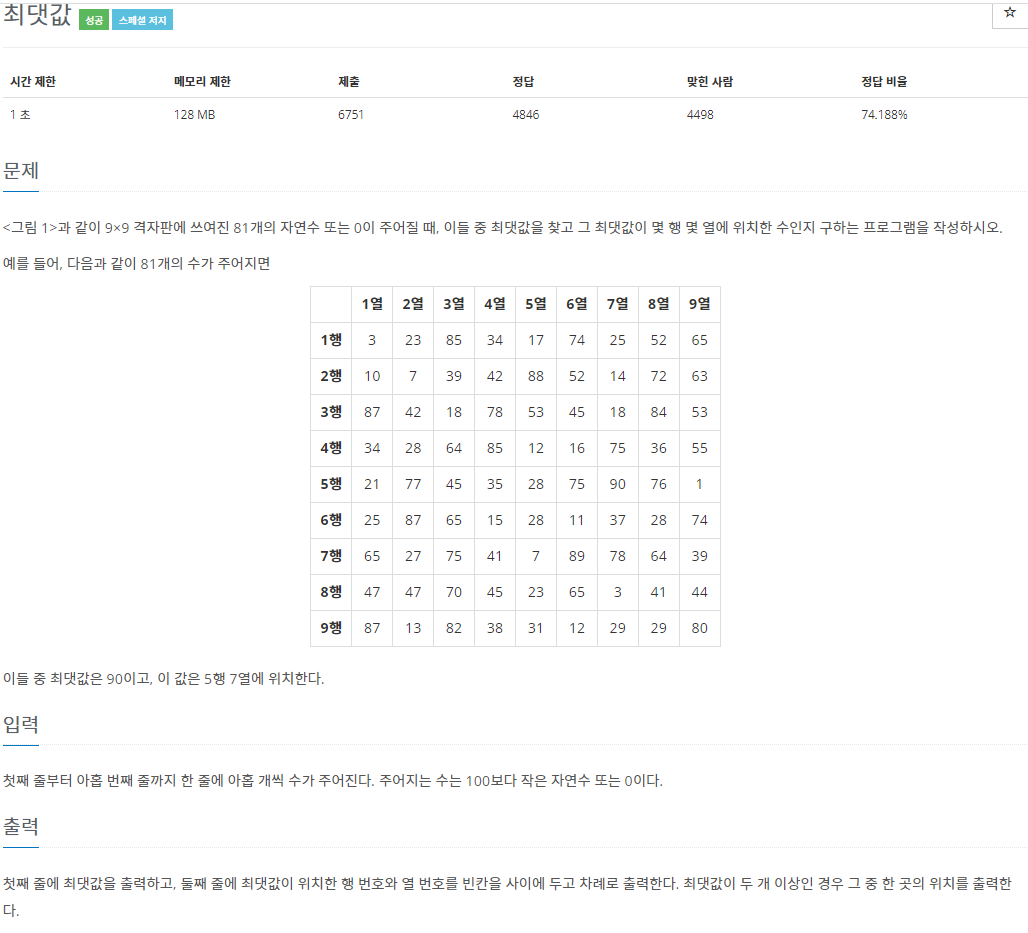 최댓값 성공 스페셜 저지
☆
시간 제한 메모리 제한 제출 정답 맞힌 사람 정답 비율
1 초 128 MB 6751 4846 4498 74.188%
문제
<그림 1>과 같이 9×9 격자판에 쓰여진 81개의 자연수 또는 0이 주어질 때, 이들 중 최댓값을 찾고 그 최댓값이 몇 행 몇 열에 위치한 수인지 구하는 프로그램을 작성하시오.
예를 들어, 다음과 같이 81개의 수가 주어지면
1열 2열 3열 4열 5열 6열 7열 8열 9열
1행 3 23 85 34 17 74 25 52 65
2행 10 7 39 42 88 52 14 72 63
3행 87 42 18 78 53 45 18 84 53
4행 34 28 64 85 12 16 75 36 55
5행 21 77 45 35 28 75 90 76 1
6행 25 87 65 15 28 11 37 28 74
7행 65 27 75 41 7 89 78 64 39
8행 47 47 70 45 23 65 3 41 44
9행 87 13 82 38 31 12 29 29 80
이들 중 최댓값은 90이고, 이 값은 5행 7열에 위치한다.
입력
첫째 줄부터 아홉 번째 줄까지 한 줄에 아홉 개씩 수가 주어진다. 주어지는 수는 100보다 작은 자연수 또는 0이다.
출력
첫째 줄에 최댓값을 출력하고, 둘째 줄에 최댓값이 위치한 행 번호와 열 번호를 빈칸을 사이에 두고 차례로 출력한다. 최댓값이 두 개 이상인 경우 그 중 한 곳의 위치를 출력한
다.